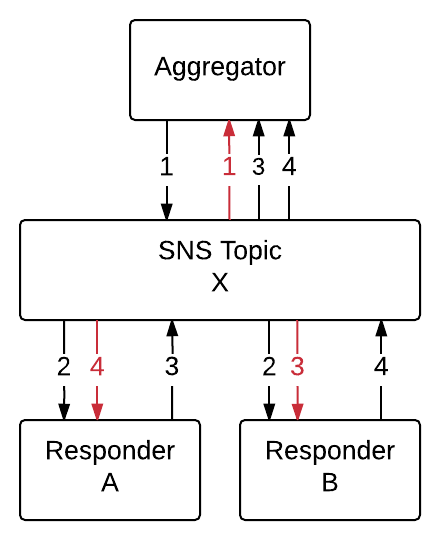 Aggregator
1 1 3 4
SNS Topic
X
2 4 3 2 3 4
Responder
A
Responder
B